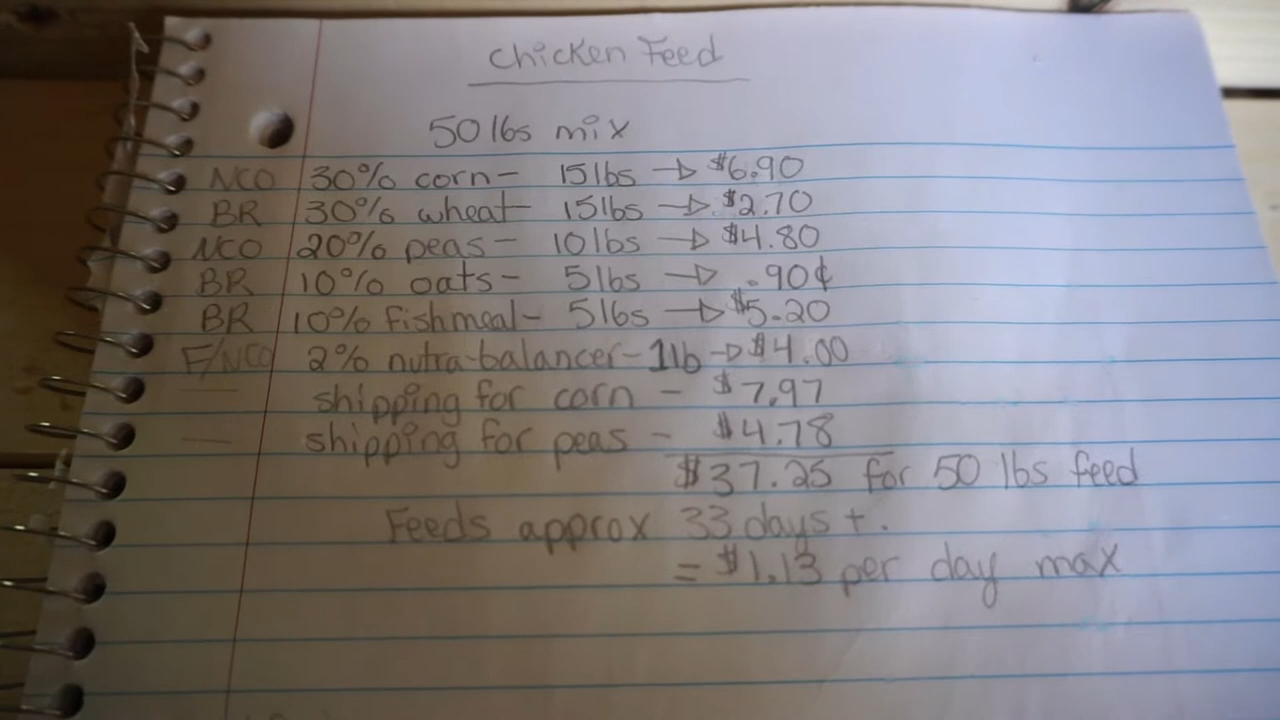 Chicken Feed
50 lbs mix
NCO 30% corn - 15lbs → $6.90
BR 30% wheat - 15lbs → $2.70
NCO 20% peas - 10lbs → $4.80
BR 10% oats - 5lbs → .90¢
BR 10% fishmeal - 5lbs → $5.20
F/NCO 2% nutra-balancer - 1lb → $4.00
— shipping for corn - $7.97
— shipping for peas - $4.78
$37.25 for 50 lbs feed
Feeds approx 33 days +.
= $1.13 per day max